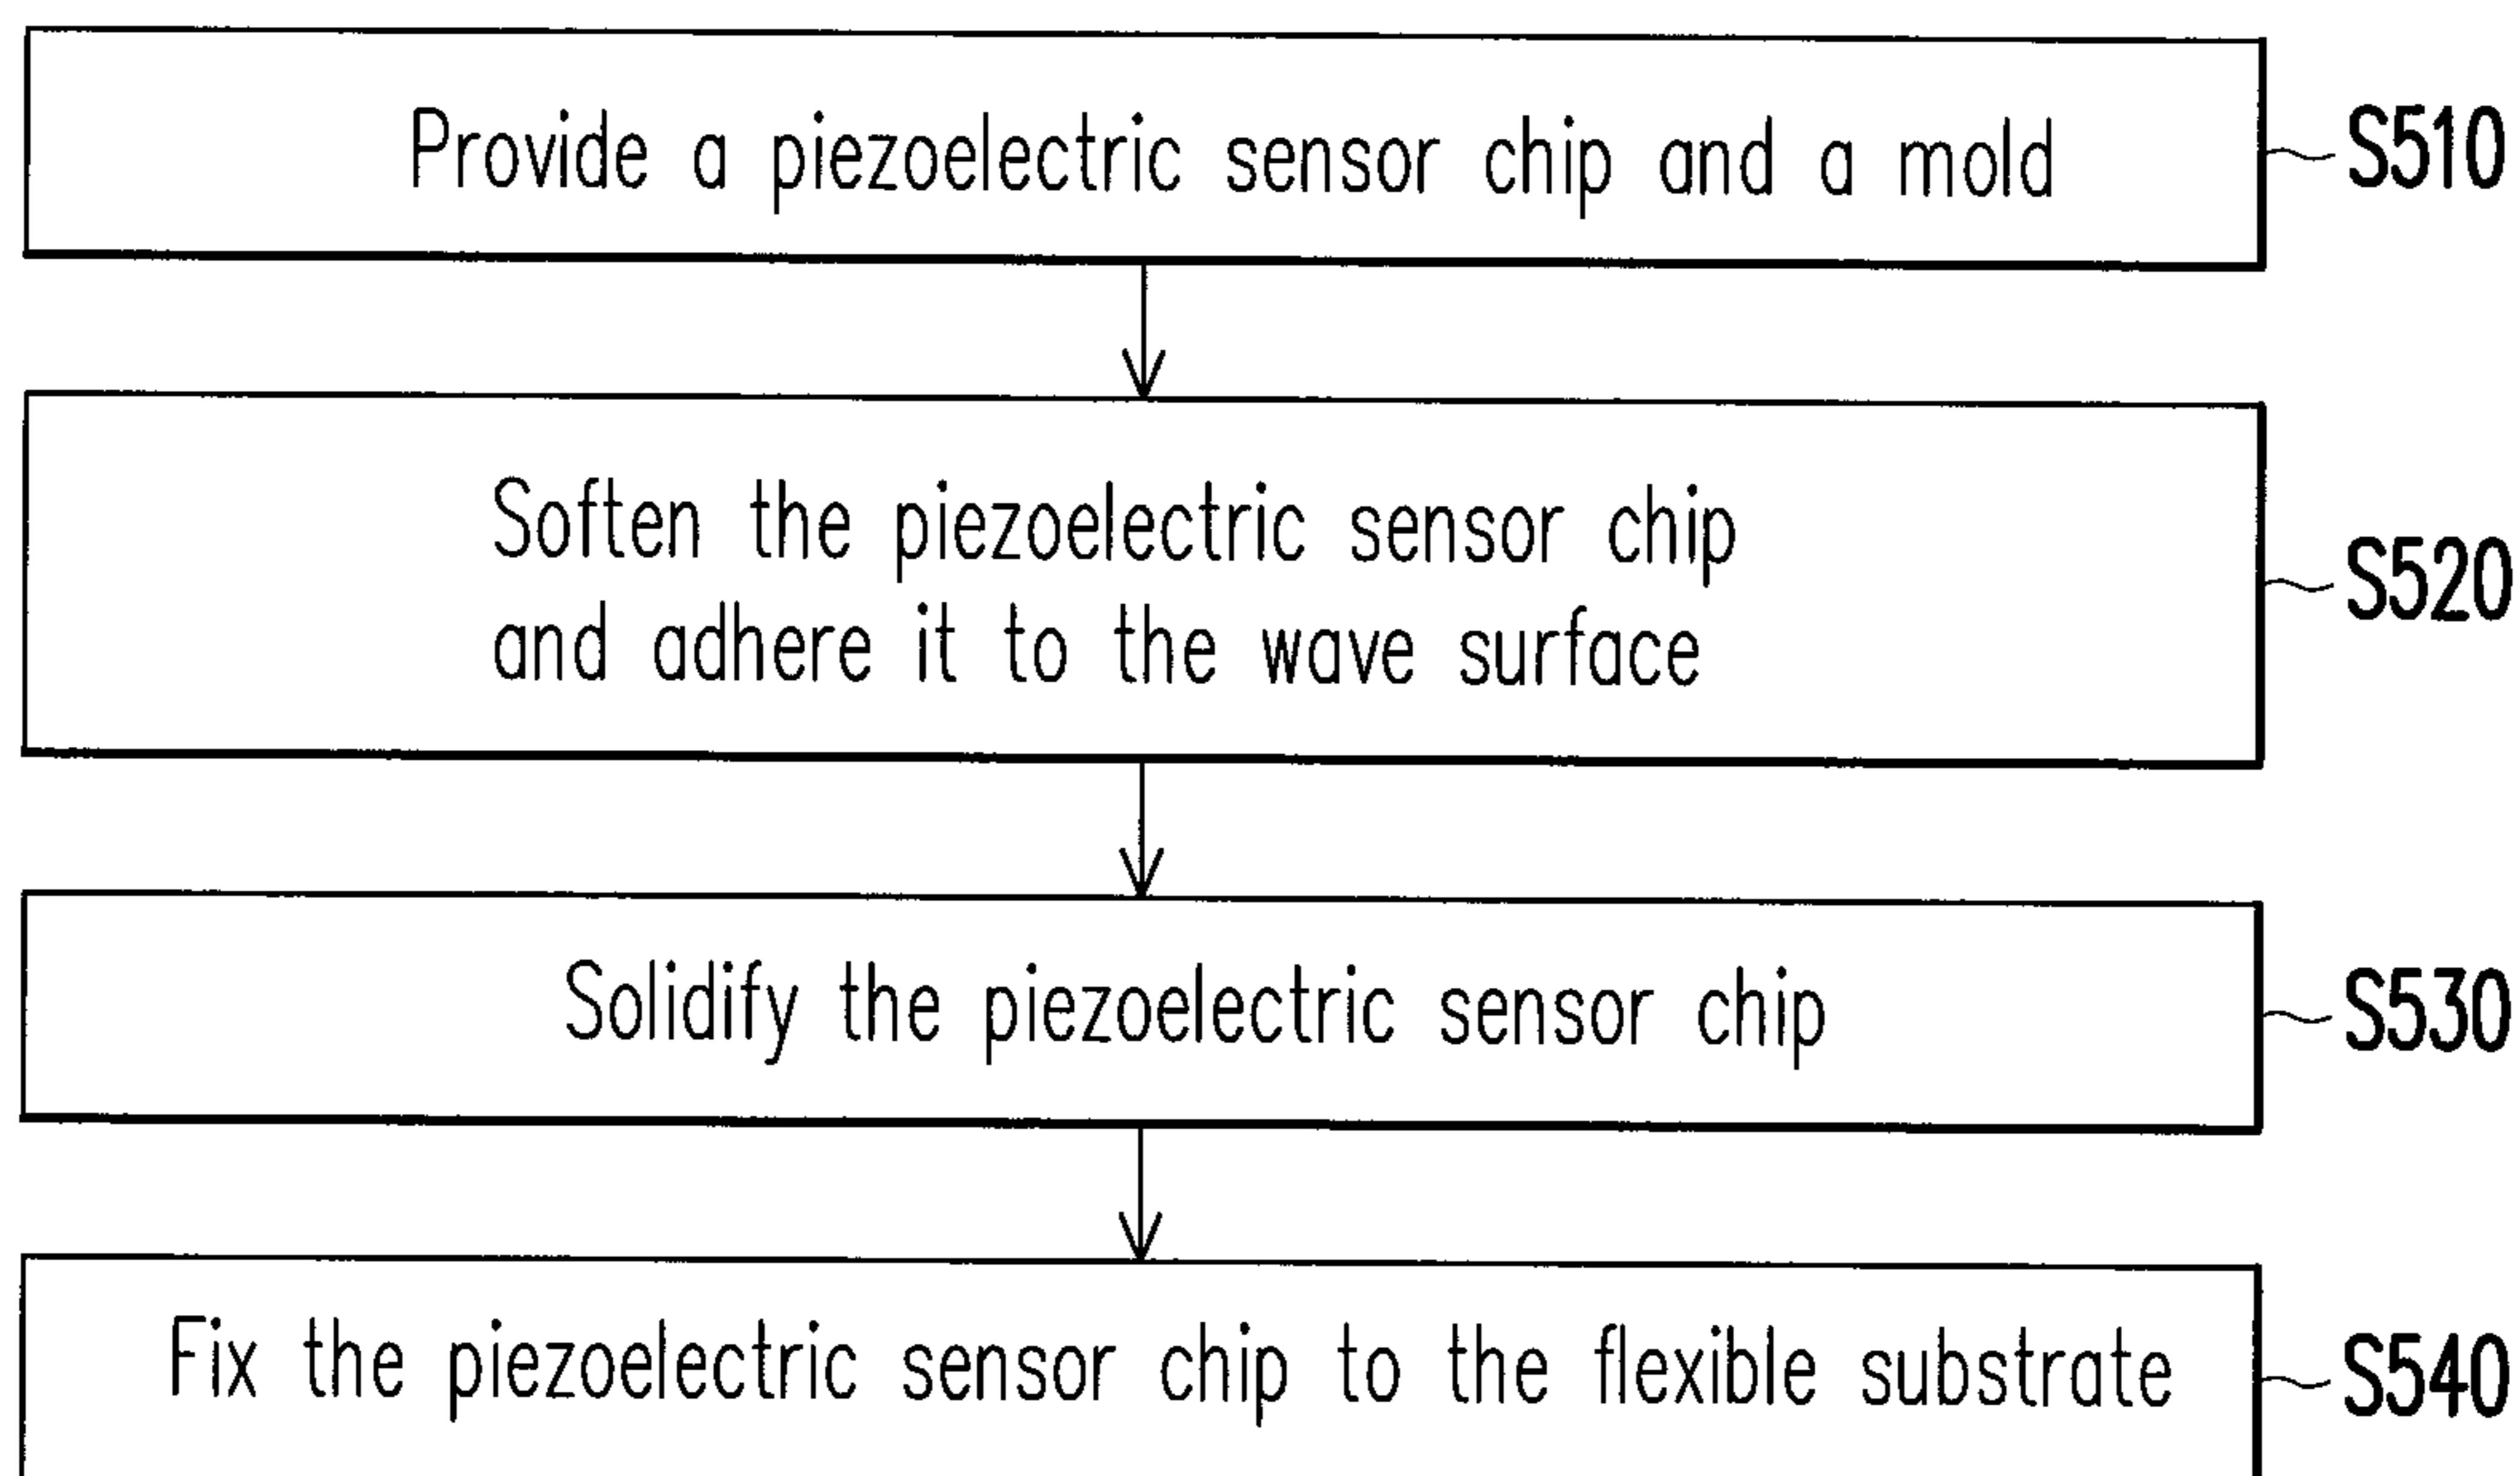 Provide a piezoelectric sensor chip and a mold
S510
Soften the piezoelectric sensor chip
and adhere it to the wave surface
S520
Solidify the piezoelectric sensor chip
S530
Fix the piezoelectric sensor chip to the flexible substrate
S540